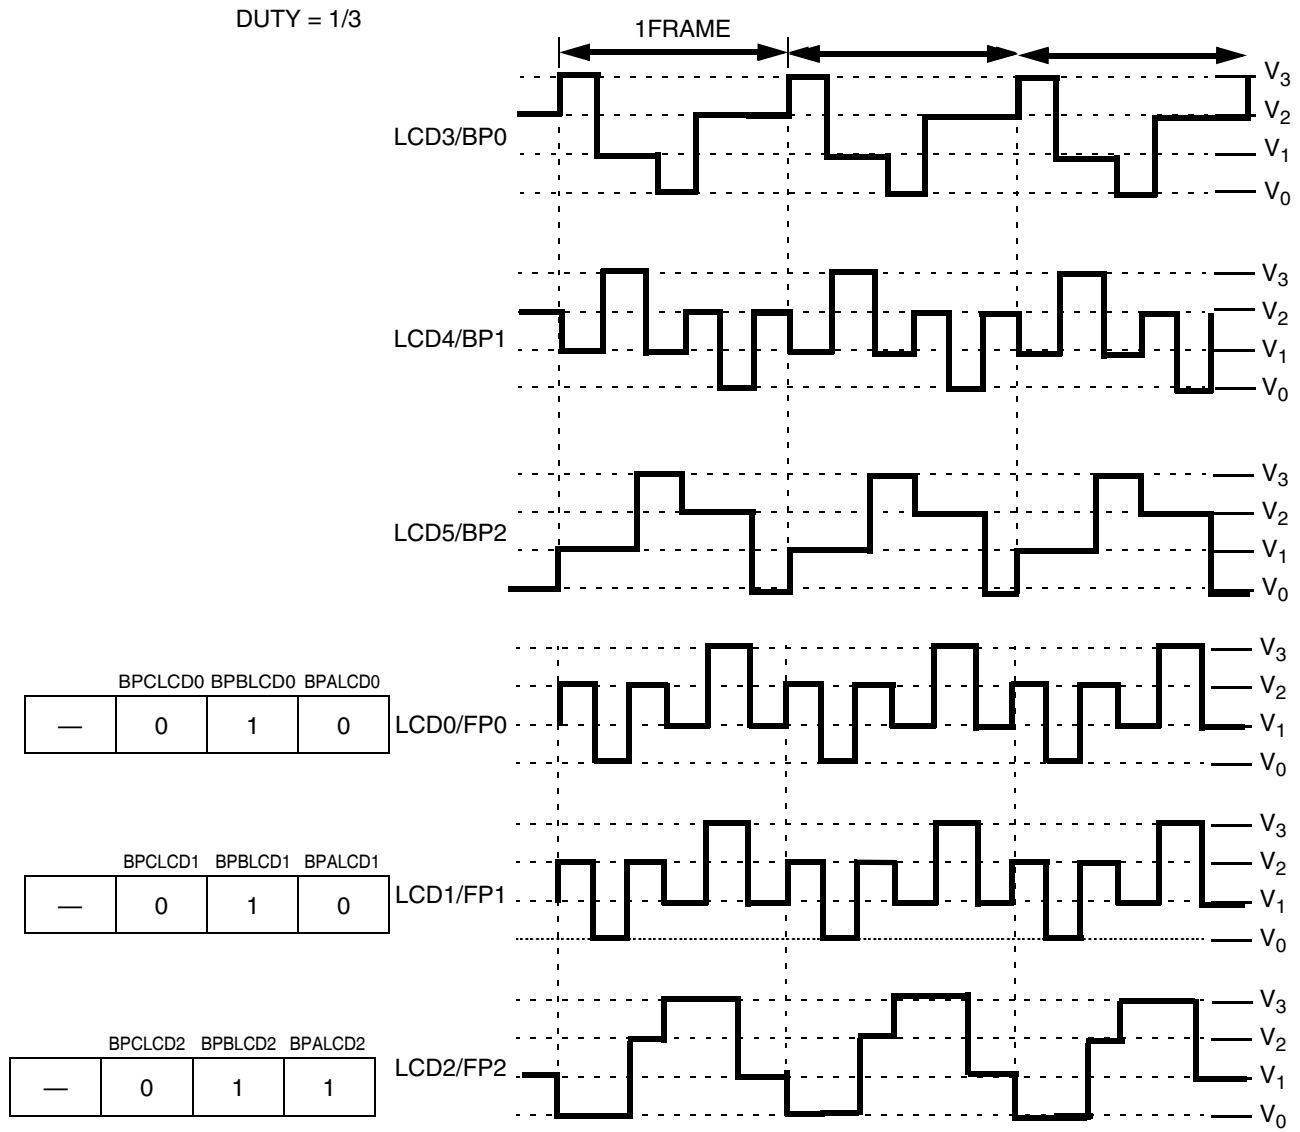 DUTY = 1/3
1FRAME
LCD3/BP0
V3
V2
V1
V0
LCD4/BP1
V3
V2
V1
V0
LCD5/BP2
V3
V2
V1
V0
BPCLCD0 BPBLCD0 BPALCD0
— 0 1 0
LCD0/FP0
V3
V2
V1
V0
BPCLCD1 BPBLCD1 BPALCD1
— 0 1 0
LCD1/FP1
V3
V2
V1
V0
BPCLCD2 BPBLCD2 BPALCD2
— 0 1 1
LCD2/FP2
V3
V2
V1
V0